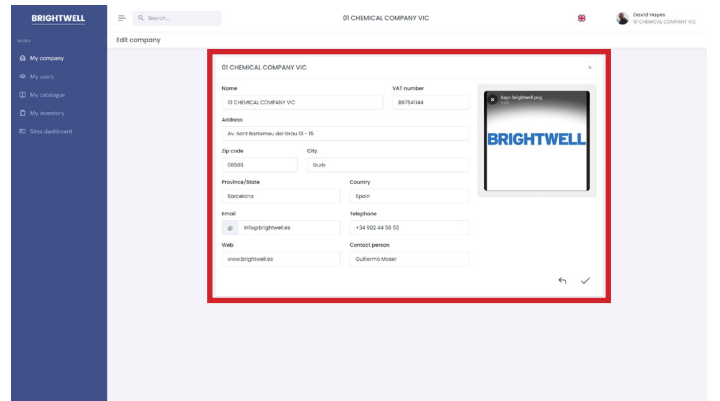 BRIGHTWELL
Search...
01 CHEMICAL COMPANY VIC
David Hayes
01 CHEMICAL COMPANY VIC
MENU
Edit company
My company
My users
My catalogue
My inventory
Sites dashboard
01 CHEMICAL COMPANY VIC
×
Name
VAT number
01 CHEMICAL COMPANY VIC
B67541144
Address
Av. Sant Bartomeu del Grau 13 - 15
Zip code
City
08503
Gurb
Province/State
Country
Barcelona
Spain
Email
Telephone
@
info@brightwell.es
+34 902 44 50 50
Web
Contact person
www.brightwell.es
Guillermo Moser
logo brightwell.png
BRIGHTWELL